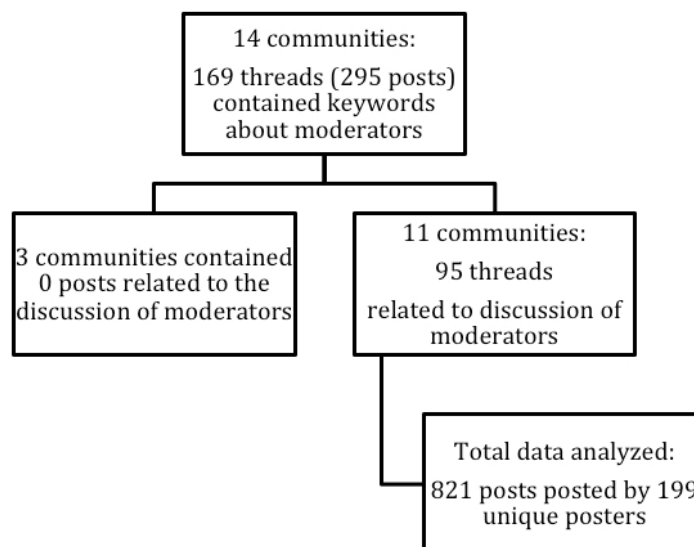 14 communities:
169 threads (295 posts)
contained keywords
about moderators
3 communities contained
0 posts related to the
discussion of moderators
11 communities:
95 threads
related to discussion of
moderators
Total data analyzed:
821 posts posted by 199
unique posters